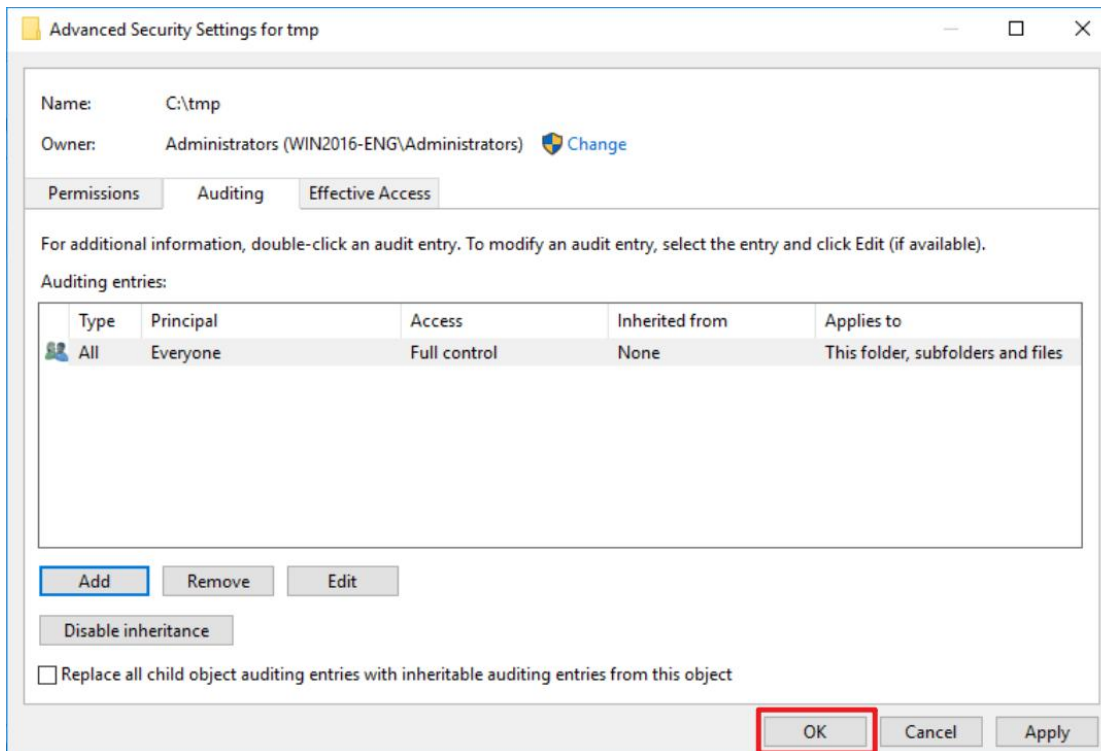 Advanced Security Settings for tmp
Name: C:\tmp
Owner: Administrators (WIN2016-ENG\Administrators) Change
Permissions Auditing Effective Access
For additional information, double-click an audit entry. To modify an audit entry, select the entry and click Edit (if available).
Auditing entries:
Type Principal Access Inherited from Applies to
All Everyone Full control None This folder, subfolders and files
Add Remove Edit
Disable inheritance
Replace all child object auditing entries with inheritable auditing entries from this object
OK Cancel Apply